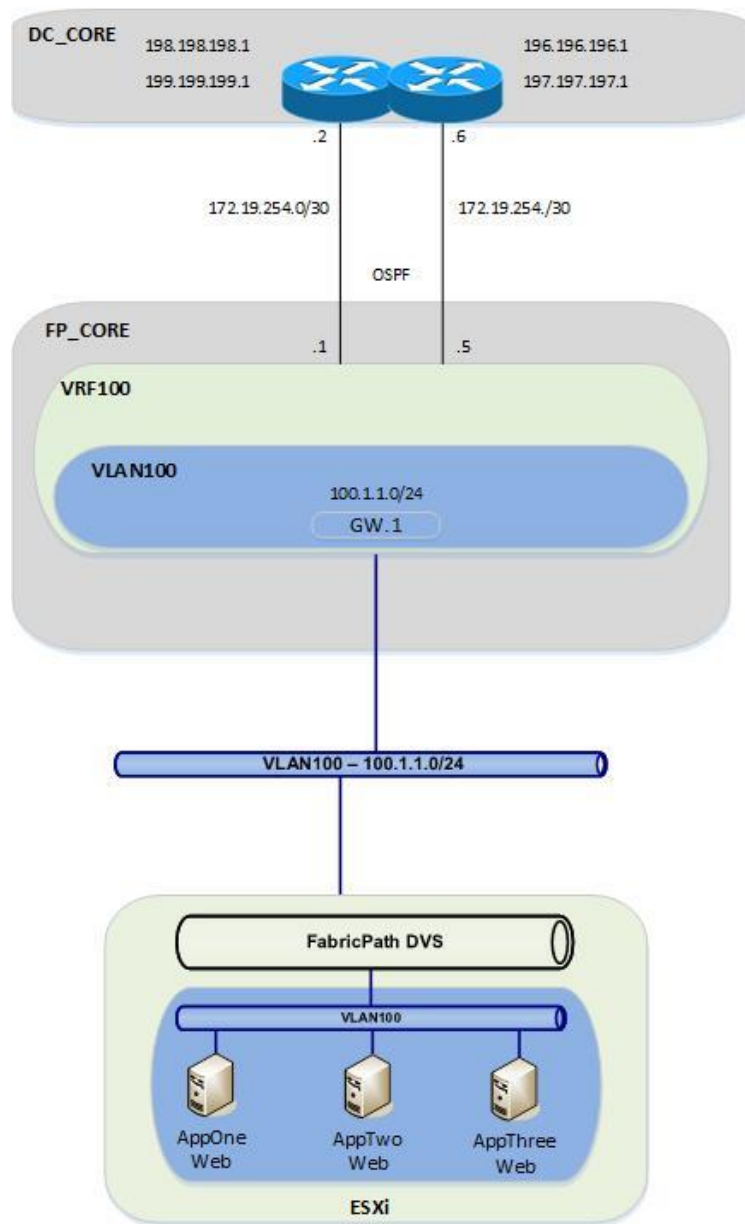 DC_CORE
198.198.198.1
196.196.196.1
199.199.199.1
197.197.197.1
.2
.6
172.19.254.0/30
172.19.254./30
OSPF
FP_CORE
.1
.5
VRF100
VLAN100
100.1.1.0/24
GW.1
VLAN100 – 100.1.1.0/24
FabricPath DVS
VLAN100
AppOne
Web
AppTwo
Web
AppThree
Web
ESXi